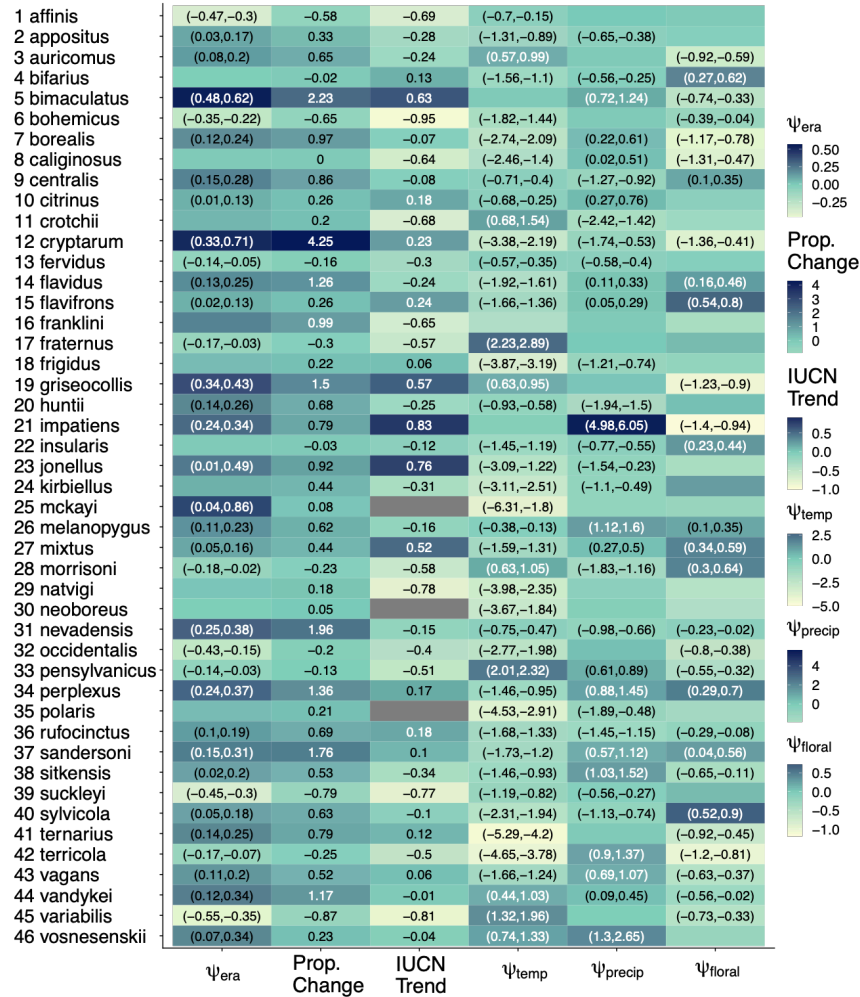 1 affinis (−0.47,−0.3) −0.58 −0.69 (−0.7,−0.15)
2 appositus (0.03,0.17) 0.33 −0.28 (−1.31,−0.89) (−0.65,−0.38)
3 auricomus (0.08,0.2) 0.65 −0.24 (0.57,0.99) (−0.92,−0.59)
4 bifarius −0.02 0.13 (−1.56,−1.1) (−0.56,−0.25) (0.27,0.62)
5 bimaculatus (0.48,0.62) 2.23 0.63 (0.72,1.24) (−0.74,−0.33)
6 bohemicus (−0.35,−0.22) −0.65 −0.95 (−1.82,−1.44) (−0.39,−0.04)
7 borealis (0.12,0.24) 0.97 −0.07 (−2.74,−2.09) (0.22,0.61) (−1.17,−0.78)
8 caliginosus 0 −0.64 (−2.46,−1.4) (0.02,0.51) (−1.31,−0.47)
9 centralis (0.15,0.28) 0.86 −0.08 (−0.71,−0.4) (−1.27,−0.92) (0.1,0.35)
10 citrinus (0.01,0.13) 0.26 0.18 (−0.68,−0.25) (0.27,0.76)
11 crotchii 0.2 −0.68 (0.68,1.54) (−2.42,−1.42)
12 cryptarum (0.33,0.71) 4.25 0.23 (−3.38,−2.19) (−1.74,−0.53) (−1.36,−0.41)
13 fervidus (−0.14,−0.05) −0.16 −0.3 (−0.57,−0.35) (−0.58,−0.4)
14 flavidus (0.13,0.25) 1.26 −0.24 (−1.92,−1.61) (0.11,0.33) (0.16,0.46)
15 flavifrons (0.02,0.13) 0.26 0.24 (−1.66,−1.36) (0.05,0.29) (0.54,0.8)
16 franklini 0.99 −0.65
17 fraternus (−0.17,−0.03) −0.3 −0.57 (2.23,2.89)
18 frigidus 0.22 0.06 (−3.87,−3.19) (−1.21,−0.74)
19 griseocollis (0.34,0.43) 1.5 0.57 (0.63,0.95) (−1.23,−0.9)
20 huntii (0.14,0.26) 0.68 −0.25 (−0.93,−0.58) (−1.94,−1.5)
21 impatiens (0.24,0.34) 0.79 0.83 (4.98,6.05) (−1.4,−0.94)
22 insularis −0.03 −0.12 (−1.45,−1.19) (−0.77,−0.55) (0.23,0.44)
23 jonellus (0.01,0.49) 0.92 0.76 (−3.09,−1.22) (−1.54,−0.23)
24 kirbiellus 0.44 −0.31 (−3.11,−2.51) (−1.1,−0.49)
25 mckayi (0.04,0.86) 0.08 (−6.31,−1.8)
26 melanopygus (0.11,0.23) 0.62 −0.16 (−0.38,−0.13) (1.12,1.6) (0.1,0.35)
27 mixtus (0.05,0.16) 0.44 0.52 (−1.59,−1.31) (0.27,0.5) (0.34,0.59)
28 morrisoni (−0.18,−0.02) −0.23 −0.58 (0.63,1.05) (−1.83,−1.16) (0.3,0.64)
29 natvigi 0.18 −0.78 (−3.98,−2.35)
30 neoboreus 0.05 (−3.67,−1.84)
31 nevadensis (0.25,0.38) 1.96 −0.15 (−0.75,−0.47) (−0.98,−0.66) (−0.23,−0.02)
32 occidentalis (−0.43,−0.15) −0.2 −0.4 (−2.77,−1.98) (−0.8,−0.38)
33 pensylvanicus (−0.14,−0.03) −0.13 −0.51 (2.01,2.32) (0.61,0.89) (−0.55,−0.32)
34 perplexus (0.24,0.37) 1.36 0.17 (−1.46,−0.95) (0.88,1.45) (0.29,0.7)
35 polaris 0.21 (−4.53,−2.91) (−1.89,−0.48)
36 rufocinctus (0.1,0.19) 0.69 0.18 (−1.68,−1.33) (−1.45,−1.15) (−0.29,−0.08)
37 sandersoni (0.15,0.31) 1.76 0.1 (−1.73,−1.2) (0.57,1.12) (0.04,0.56)
38 sitkensis (0.02,0.2) 0.53 −0.34 (−1.46,−0.93) (1.03,1.52) (−0.65,−0.11)
39 suckleyi (−0.45,−0.3) −0.79 −0.77 (−1.19,−0.82) (−0.56,−0.27)
40 sylvicola (0.05,0.18) 0.63 −0.1 (−2.31,−1.94) (−1.13,−0.74) (0.52,0.9)
41 ternarius (0.14,0.25) 0.79 0.12 (−5.29,−4.2) (−0.92,−0.45)
42 terricola (−0.17,−0.07) −0.25 −0.5 (−4.65,−3.78) (0.9,1.37) (−1.2,−0.81)
43 vagans (0.11,0.2) 0.52 0.06 (−1.66,−1.24) (0.69,1.07) (−0.63,−0.37)
44 vandykei (0.12,0.34) 1.17 −0.01 (0.44,1.03) (0.09,0.45) (−0.56,−0.02)
45 variabilis (−0.55,−0.35) −0.87 −0.81 (1.32,1.96) (−0.73,−0.33)
46 vosnesenskii (0.07,0.34) 0.23 −0.04 (0.74,1.33) (1.3,2.65)
ψera Prop. IUCN ψtemp ψprecip ψfloral
Change Trend
ψera
0.50
0.25
0.00
−0.25
Prop.
Change
4
3
2
1
0
IUCN
Trend
0.5
0.0
−0.5
−1.0
ψtemp
2.5
0.0
−2.5
−5.0
ψprecip
4
2
0
ψfloral
0.5
0.0
−0.5
−1.0